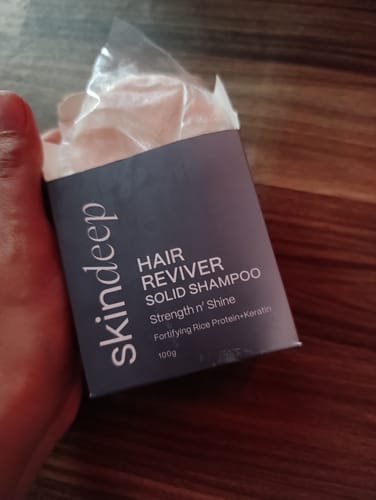 skindeep
HAIR
REVIVER
SOLID SHAMPOO
Strength n' Shine
Fortifying Rice Protein+Keratin
100g